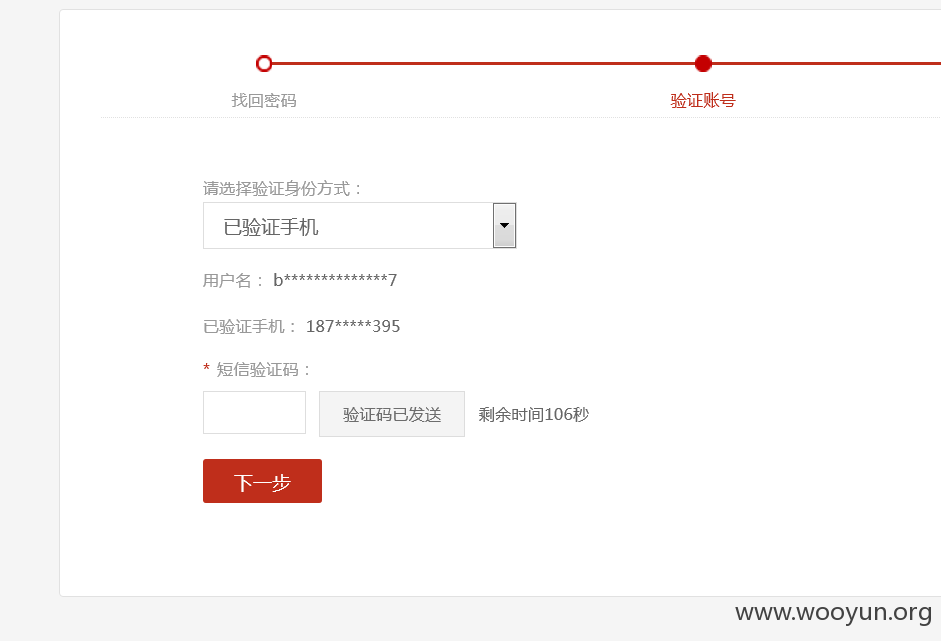 找回密码
验证账号
请选择验证身份方式：
已验证手机
用户名： b**************7
已验证手机： 187*****395
* 短信验证码：
验证码已发送 剩余时间106秒
下一步
www.wooyun.org